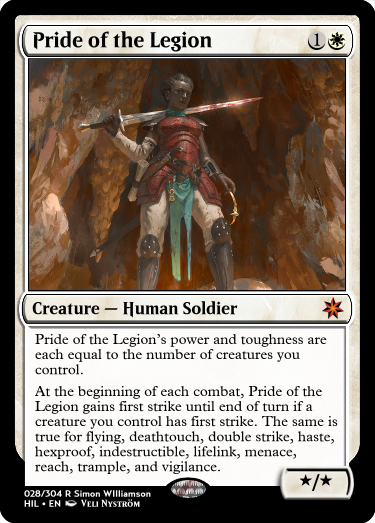 Pride of the Legion 1
Creature — Human Soldier
Pride of the Legion's power and toughness are
each equal to the number of creatures you
control.
At the beginning of each combat, Pride of the
Legion gains first strike until end of turn if a
creature you control has first strike. The same is
true for flying, deathtouch, double strike, haste,
hexproof, indestructible, lifelink, menace,
reach, trample, and vigilance.
★/★
028/304 R Simon WIlliamson
HIL • EN Veli Nyström